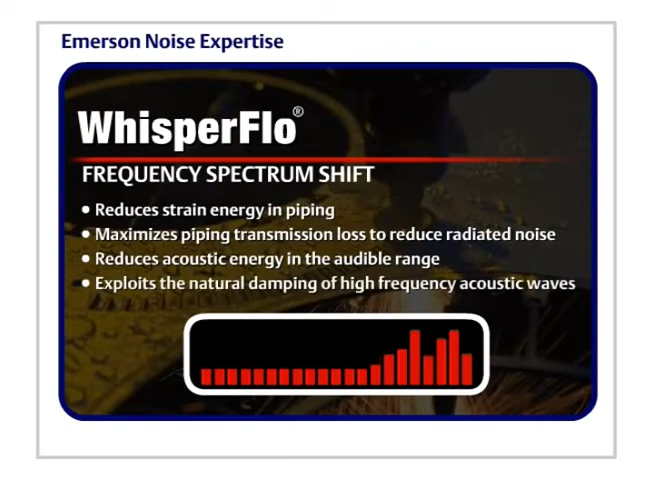 Emerson Noise Expertise
WhisperFlo®
FREQUENCY SPECTRUM SHIFT
• Reduces strain energy in piping
• Maximizes piping transmission loss to reduce radiated noise
• Reduces acoustic energy in the audible range
• Exploits the natural damping of high frequency acoustic waves